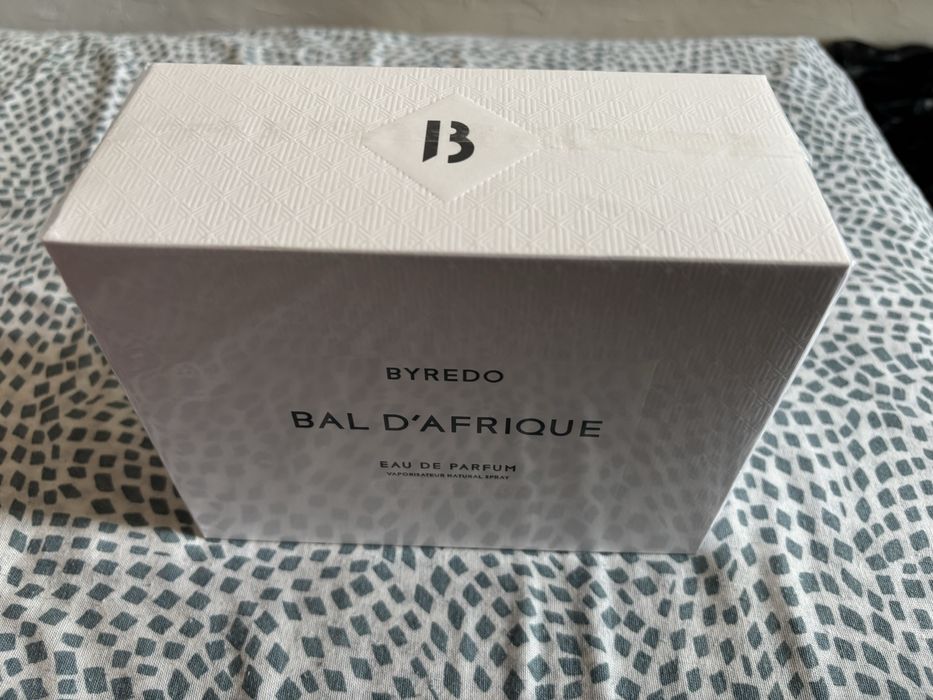 B
BYREDO
BAL D'AFRIQUE
EAU DE PARFUM
VAPORISATEUR NATURAL SPRAY